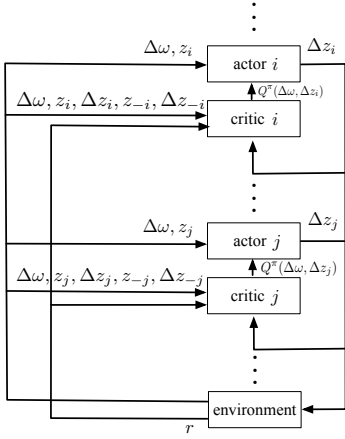 Δω, z_i
actor i
Δz_i
Q^π(Δω, Δz_i)
Δω, z_i, Δz_i, z_{−i}, Δz_{−i}
critic i
Δω, z_j
actor j
Δz_j
Q^π(Δω, Δz_j)
Δω, z_j, Δz_j, z_{−j}, Δz_{−j}
critic j
environment
r